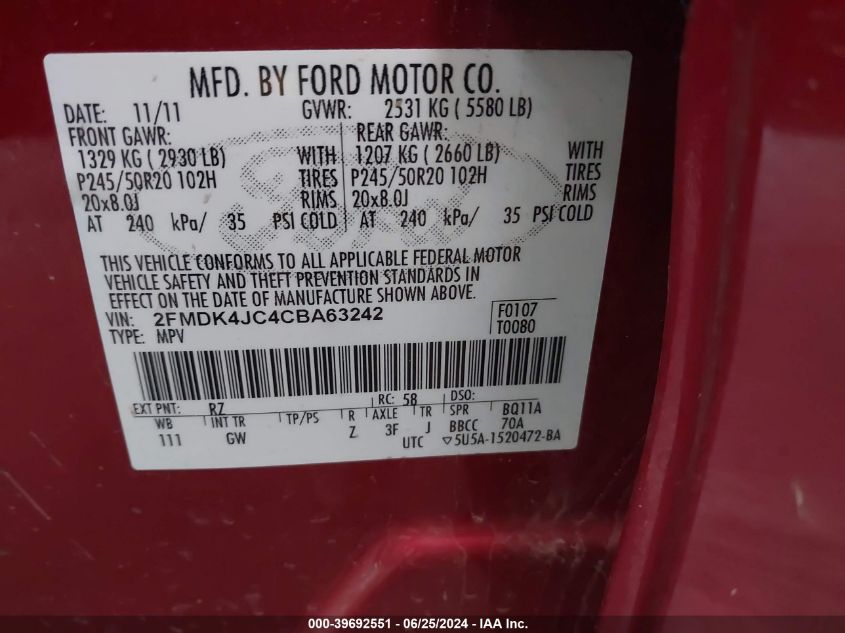 MFD. BY FORD MOTOR CO.
DATE: 11/11 GVWR: 2531 KG ( 5580 LB)
FRONT GAWR: REAR GAWR:
1329 KG ( 2930 LB) WITH 1207 KG ( 2660 LB) WITH
P245/50R20 102H TIRES P245/50R20 102H TIRES
20x8.0J RIMS 20x8.0J RIMS
AT 240 kPa/ 35 PSI COLD AT 240 kPa/ 35 PSI COLD
THIS VEHICLE CONFORMS TO ALL APPLICABLE FEDERAL MOTOR
VEHICLE SAFETY AND THEFT PREVENTION STANDARDS IN
EFFECT ON THE DATE OF MANUFACTURE SHOWN ABOVE.
VIN: 2FMDK4JC4CBA63242 F0107
TYPE: MPV T0080
EXT PNT: RZ RC: 58 DSO:
WB INT TR TP/PS R AXLE TR SPR BQ11A
111 GW Z 3F J BBCC 70A
UTC ▽5U5A-1520472-BA
Ford
000-39692551 - 06/25/2024 - IAA Inc.